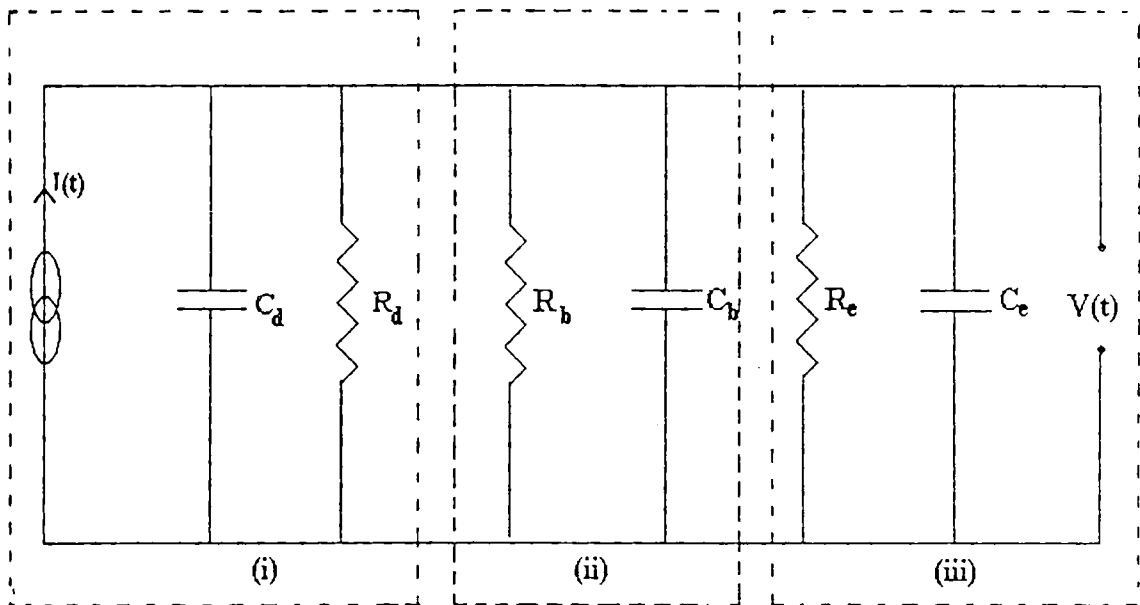 I(t)
C_d
R_d
R_b
C_b
R_e
C_e
V(t)
(i)
(ii)
(iii)